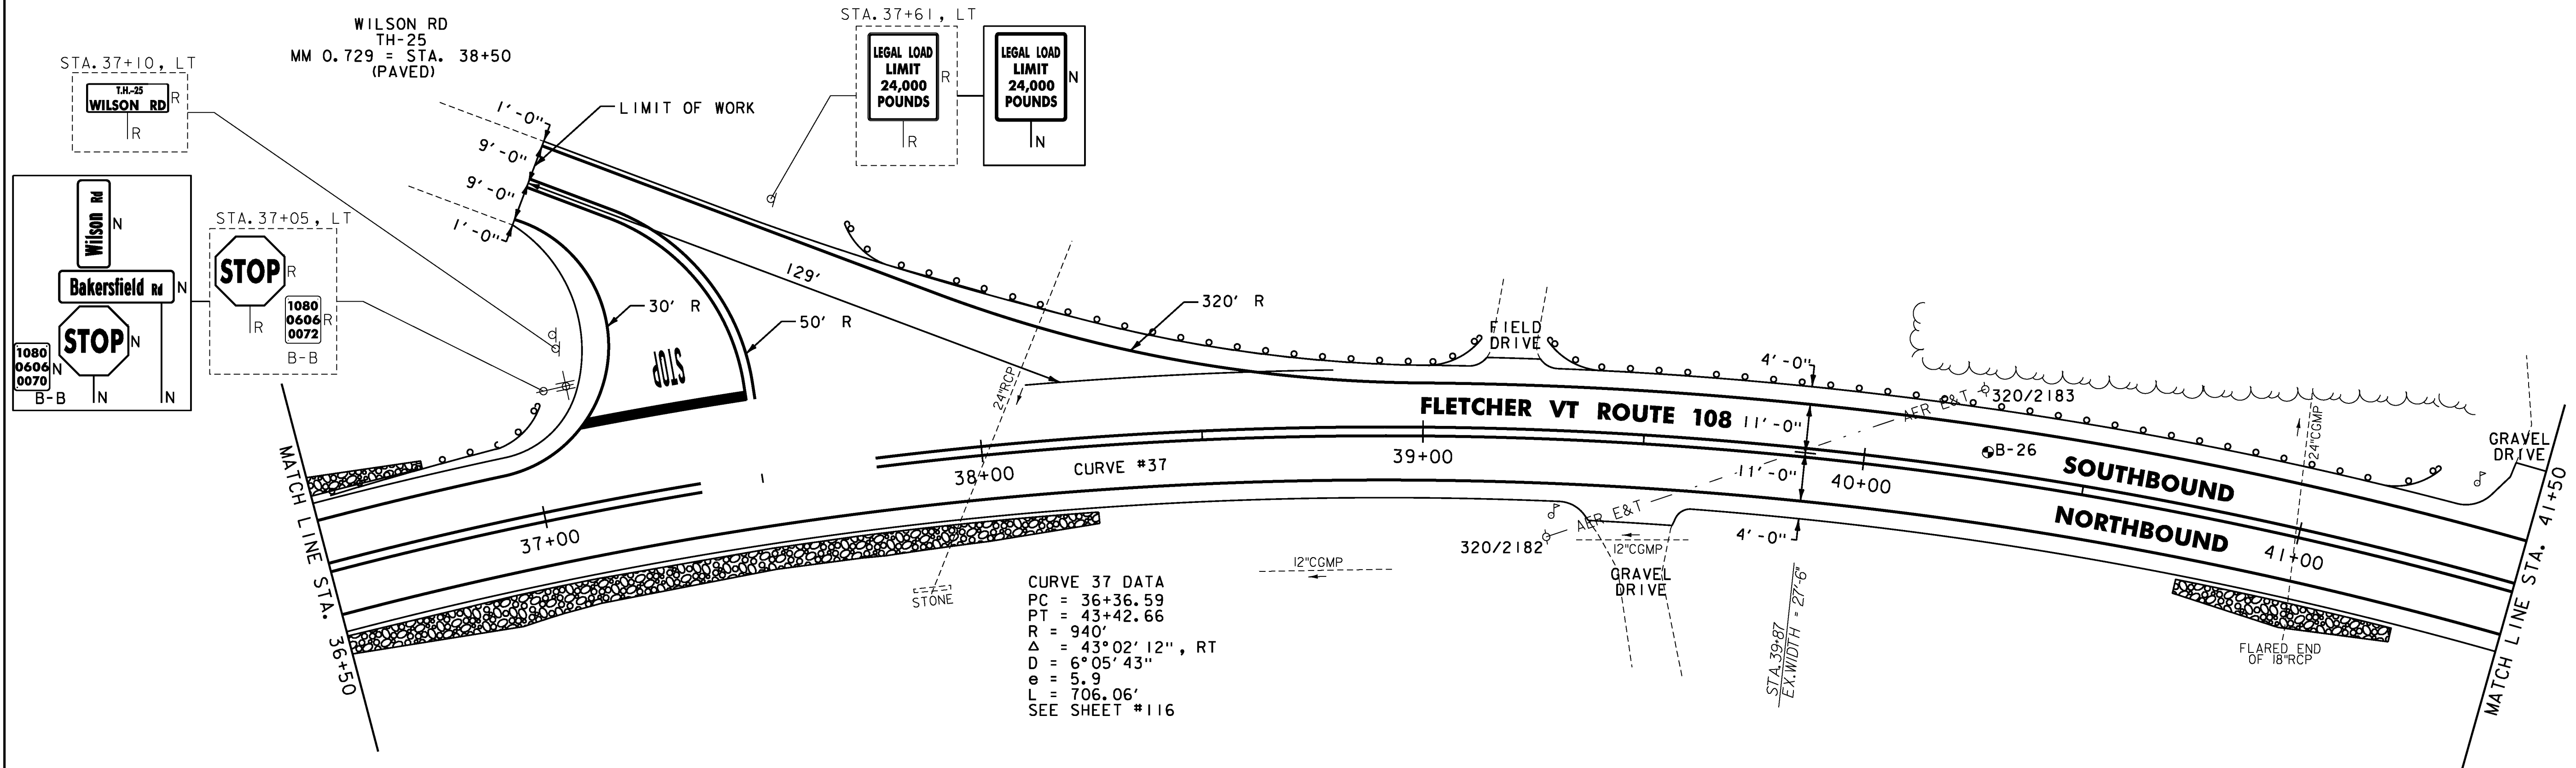 WILSON RD
TH-25
MM 0.729 = STA. 38+50
(PAVED)
STA. 37+10, LT
T.H.-25
WILSON RD
R
R
STA. 37+61, LT
LEGAL LOAD
LIMIT
24,000
POUNDS
R
R
LEGAL LOAD
LIMIT
24,000
POUNDS
N
N
1'-0"
9'-0"
9'-0"
1'-0"
LIMIT OF WORK
Wilson Rd
N
Bakersfield Rd
N
STOP
N
1080
0606
0070
N
B-B
N
N
STA. 37+05, LT
STOP
R
R
1080
0606
0072
R
B-B
129'
30' R
50' R
320' R
STOP
24"RCP
FIELD
DRIVE
4'-0"
11'-0"
11'-0"
4'-0"
FLETCHER VT ROUTE 108
AER E&T
320/2183
B-26
24"CGMP
GRAVEL
DRIVE
SOUTHBOUND
NORTHBOUND
37+00
38+00
CURVE #37
39+00
40+00
41+00
MATCH LINE STA. 36+50
MATCH LINE STA. 41+50
STONE
12"CGMP
320/2182
AER E&T
12"CGMP
GRAVEL
DRIVE
STA.39+87
EX.WIDTH = 27'-6"
FLARED END
OF 18"RCP
CURVE 37 DATA
PC = 36+36.59
PT = 43+42.66
R = 940'
Δ = 43°02'12", RT
D = 6°05'43"
e = 5.9
L = 706.06'
SEE SHEET #116